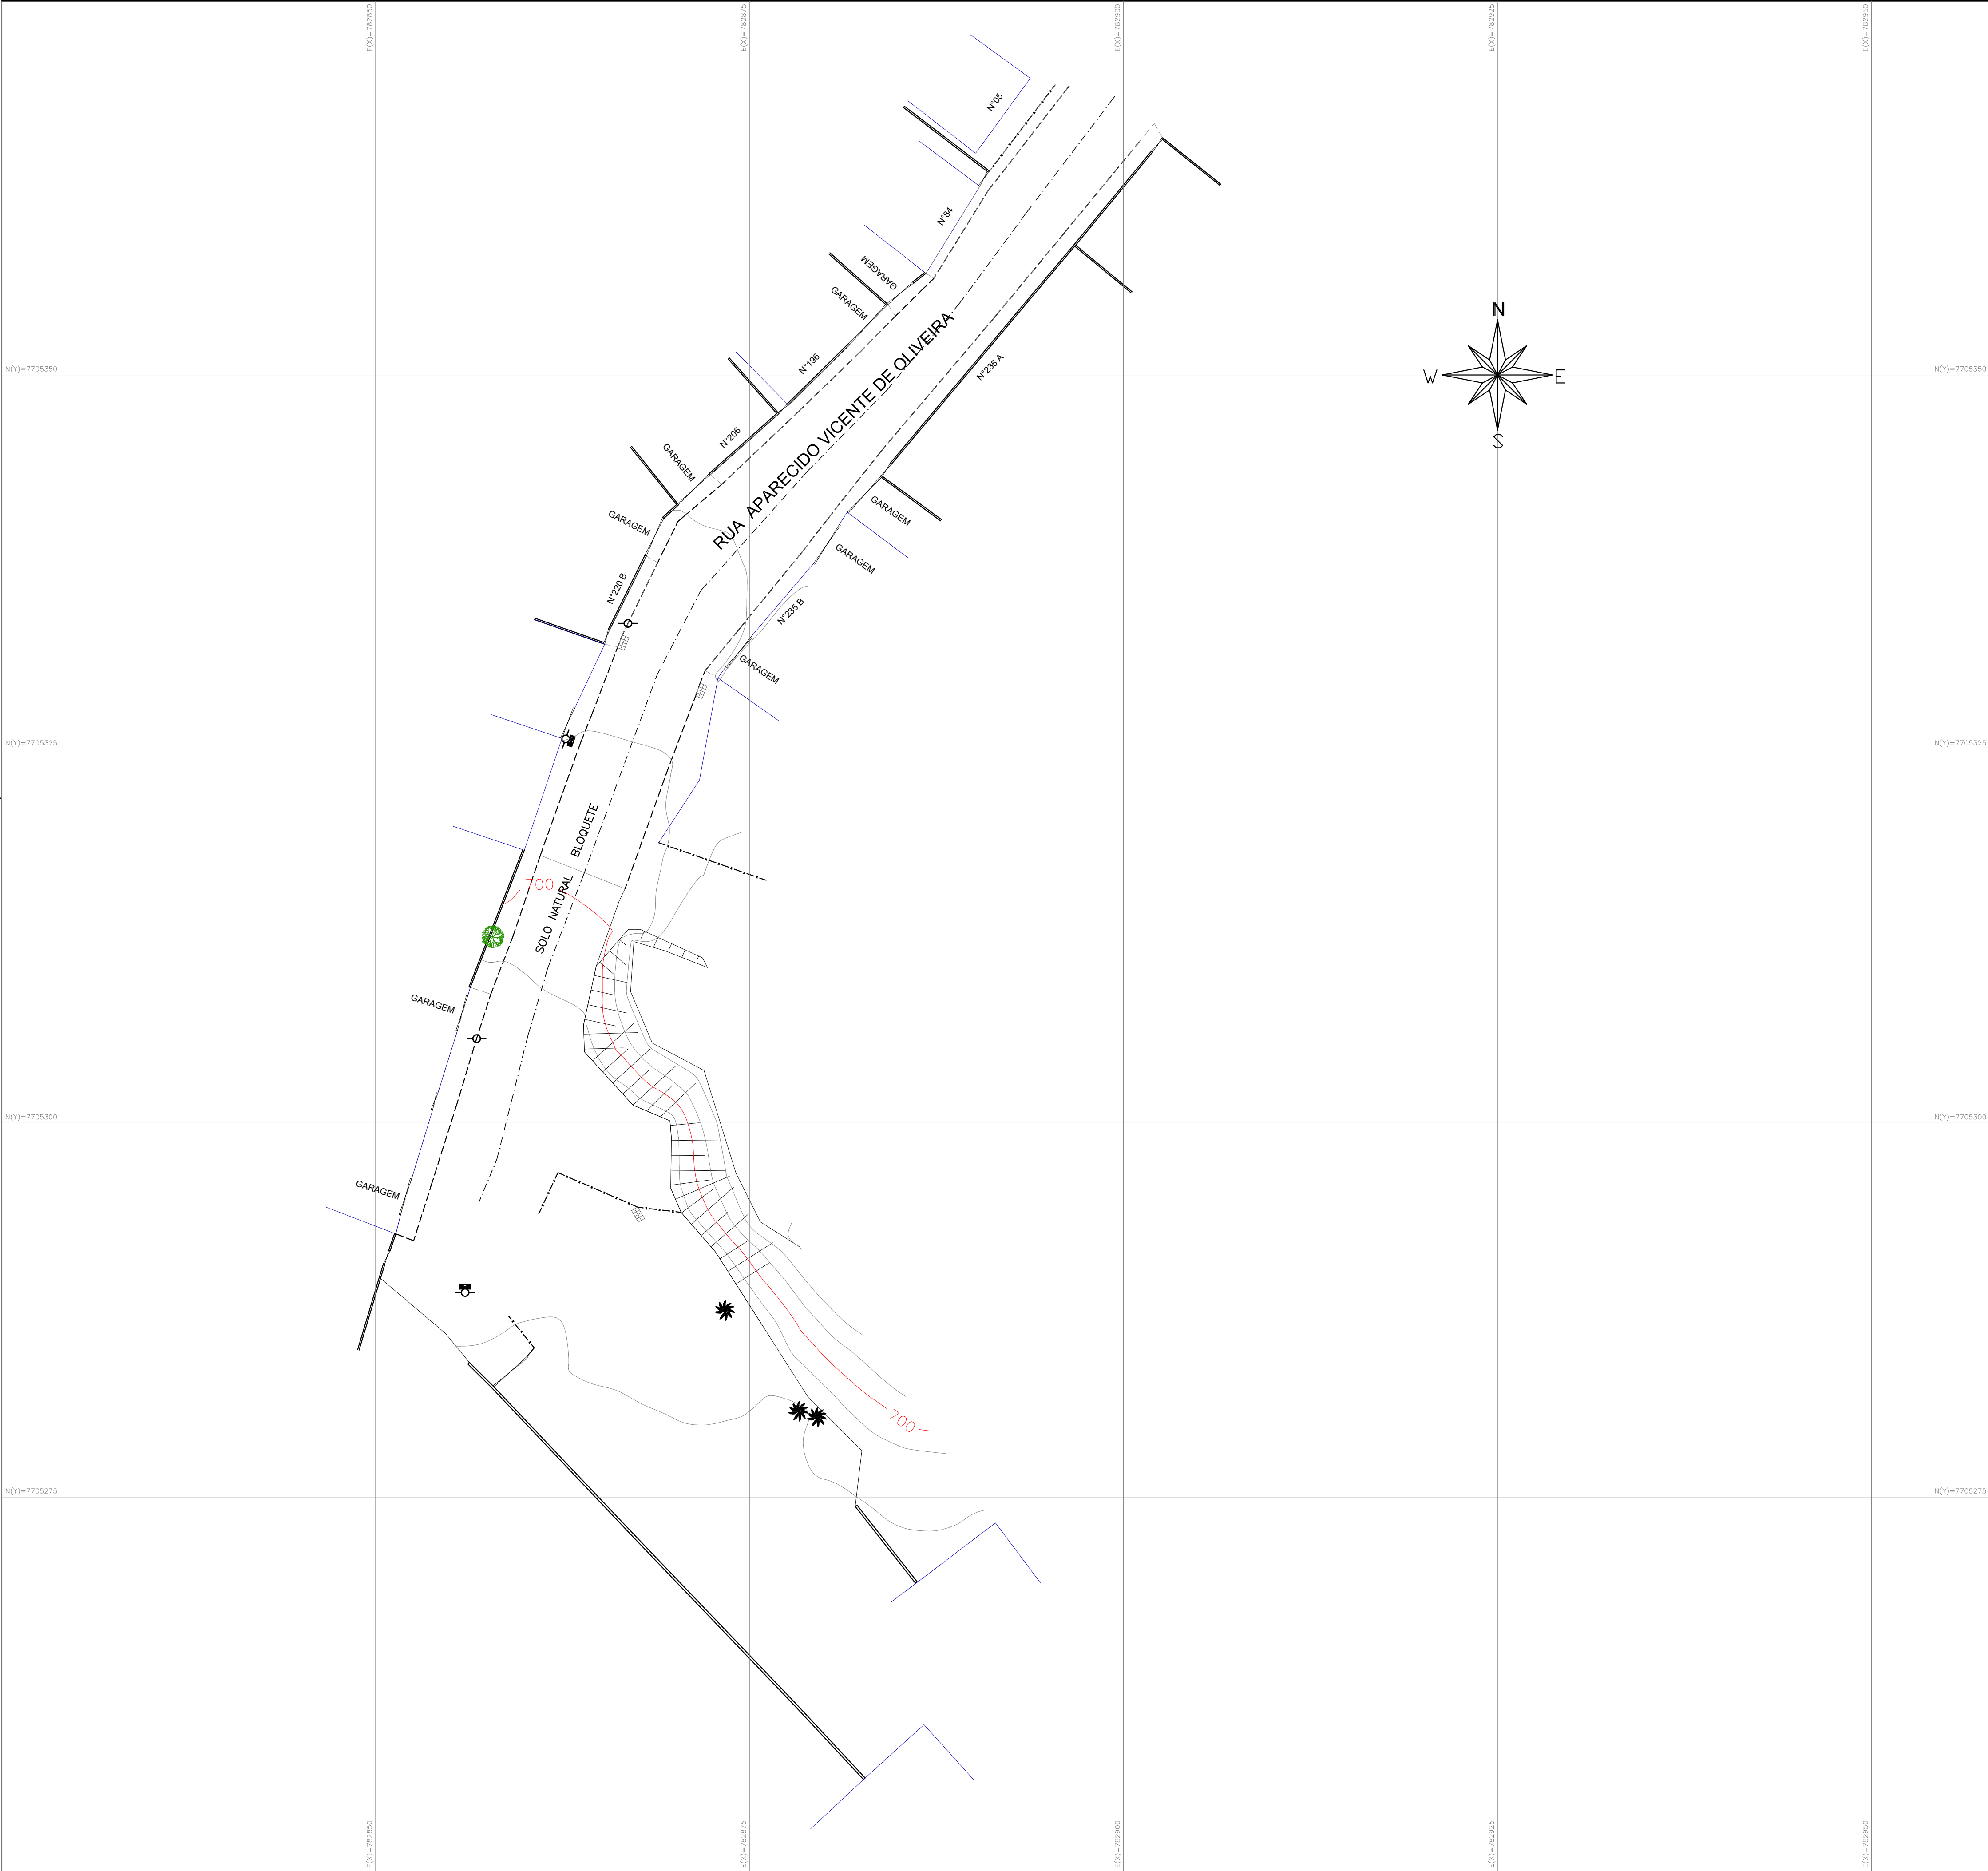 E(X)=782850
E(X)=782875
E(X)=782900
E(X)=782925
E(X)=782950
N°05
N°84
GARAGEM
GARAGEM
N
W
E
S
N°196
N°235 A
N(Y)=7705350
N(Y)=7705350
RUA APARECIDO VICENTE DE OLIVEIRA
N°206
GARAGEM
GARAGEM
GARAGEM
GARAGEM
N°220 B
N°235 B
GARAGEM
N(Y)=7705325
N(Y)=7705325
BLOQUETE
SOLO NATURAL
700
GARAGEM
N(Y)=7705300
N(Y)=7705300
GARAGEM
700
N(Y)=7705275
N(Y)=7705275
E(X)=782850
E(X)=782875
E(X)=782900
E(X)=782925
E(X)=782950